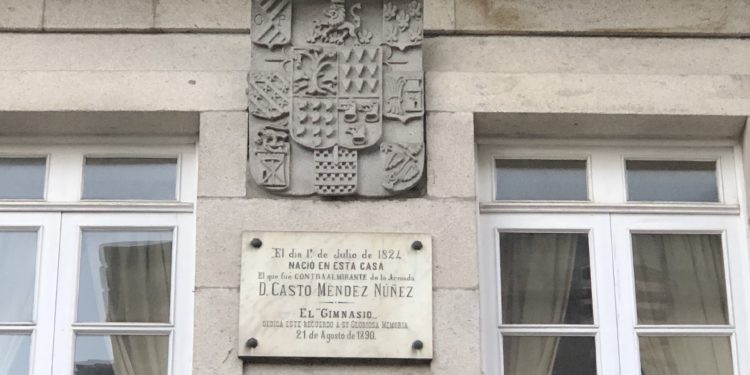 El dia 1º de Julio de 1824
NACIÓ EN ESTA CASA
El que fué CONTRAALMIRANTE de la Armada
D. CASTO MÉNDEZ NÚÑEZ
EL "GIMNASIO"
DEDICA ESTE RECUERDO A SU GLORIOSA MEMORIA
21 de Agosto de 1890.